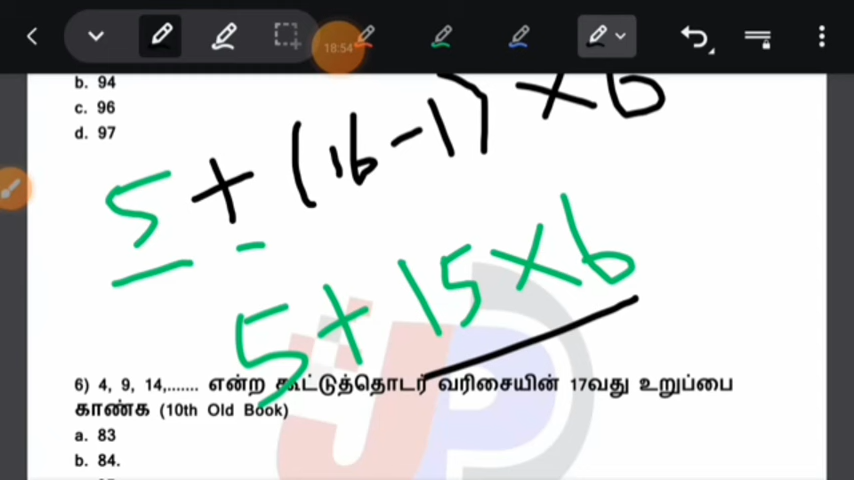 18:54
b. 94
c. 96
d. 97
5 + (16 - 1) × 6
5 + 15 × 6
6) 4, 9, 14,....... என்ற கூட்டுத்தொடர் வரிசையின் 17வது உறுப்பை
காண்க (10th Old Book)
a. 83
b. 84.